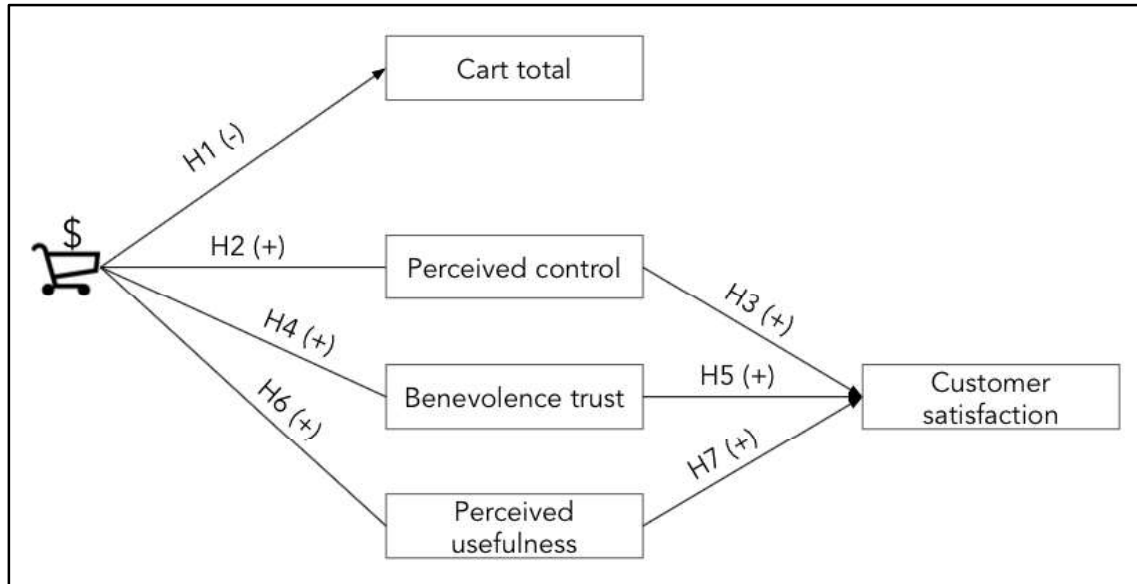 Cart total
H1 (-)
$
H2 (+)
Perceived control
H3 (+)
H4 (+)
Benevolence trust
H5 (+)
Customer
satisfaction
H6 (+)
H7 (+)
Perceived
usefulness